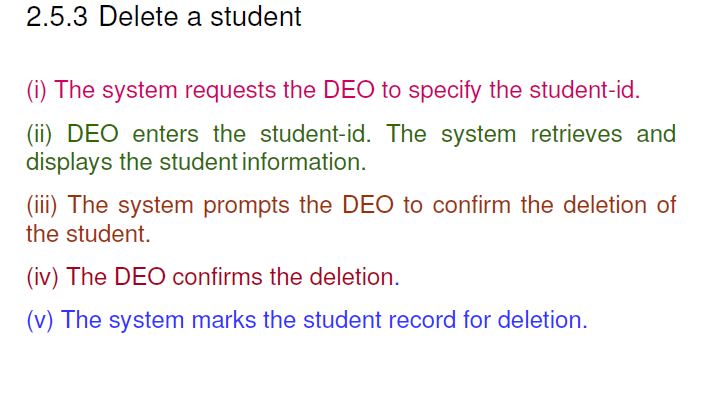 2.5.3 Delete a student
(i) The system requests the DEO to specify the student-id.
(ii) DEO enters the student-id. The system retrieves and
displays the student information.
(iii) The system prompts the DEO to confirm the deletion of
the student.
(iv) The DEO confirms the deletion.
(v) The system marks the student record for deletion.